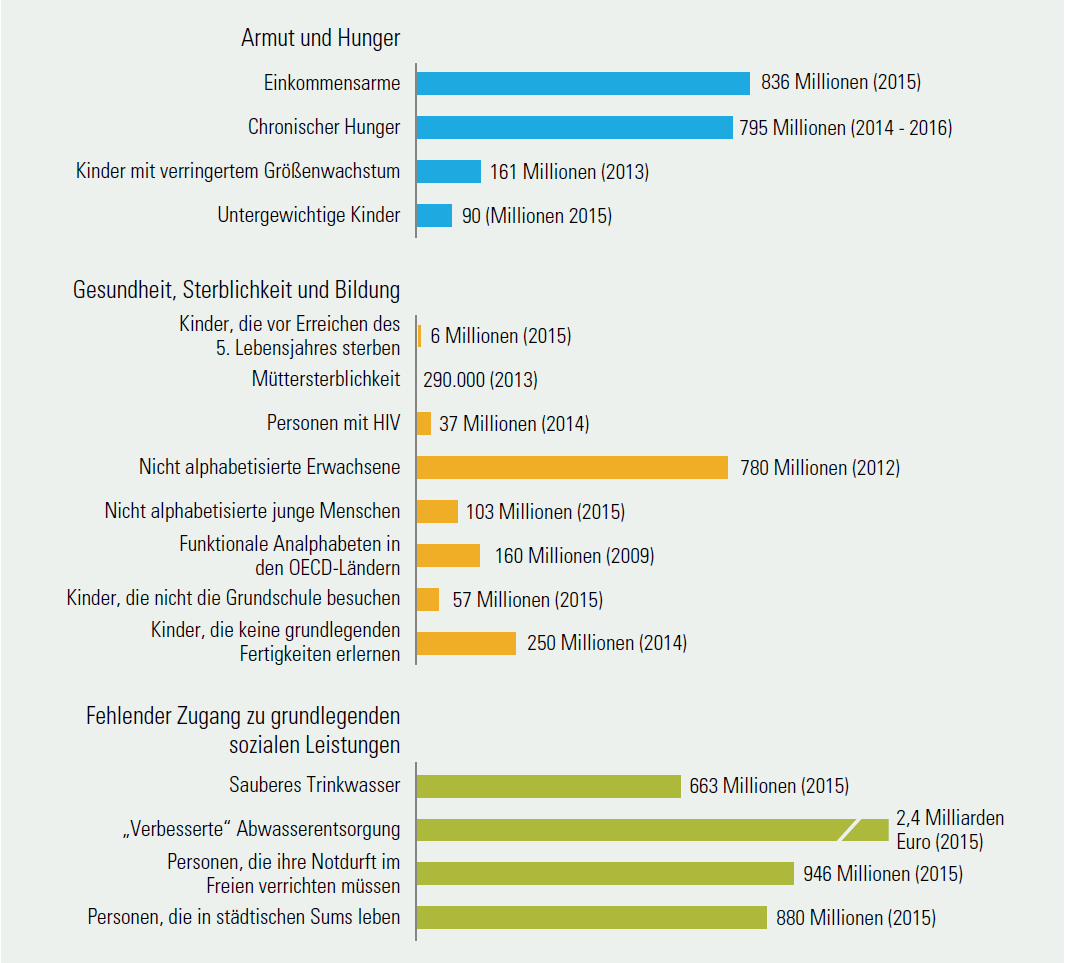 Armut und Hunger
Einkommensarme
836 Millionen (2015)
Chronischer Hunger
795 Millionen (2014 - 2016)
Kinder mit verringertem Größenwachstum
161 Millionen (2013)
Untergewichtige Kinder
90 (Millionen 2015)
Gesundheit, Sterblichkeit und Bildung
Kinder, die vor Erreichen des
5. Lebensjahres sterben
6 Millionen (2015)
Müttersterblichkeit
290.000 (2013)
Personen mit HIV
37 Millionen (2014)
Nicht alphabetisierte Erwachsene
780 Millionen (2012)
Nicht alphabetisierte junge Menschen
103 Millionen (2015)
Funktionale Analphabeten in
den OECD-Ländern
160 Millionen (2009)
Kinder, die nicht die Grundschule besuchen
57 Millionen (2015)
Kinder, die keine grundlegenden
Fertigkeiten erlernen
250 Millionen (2014)
Fehlender Zugang zu grundlegenden
sozialen Leistungen
Sauberes Trinkwasser
663 Millionen (2015)
„Verbesserte“ Abwasserentsorgung
2,4 Milliarden
Euro (2015)
Personen, die ihre Notdurft im
Freien verrichten müssen
946 Millionen (2015)
Personen, die in städtischen Sums leben
880 Millionen (2015)